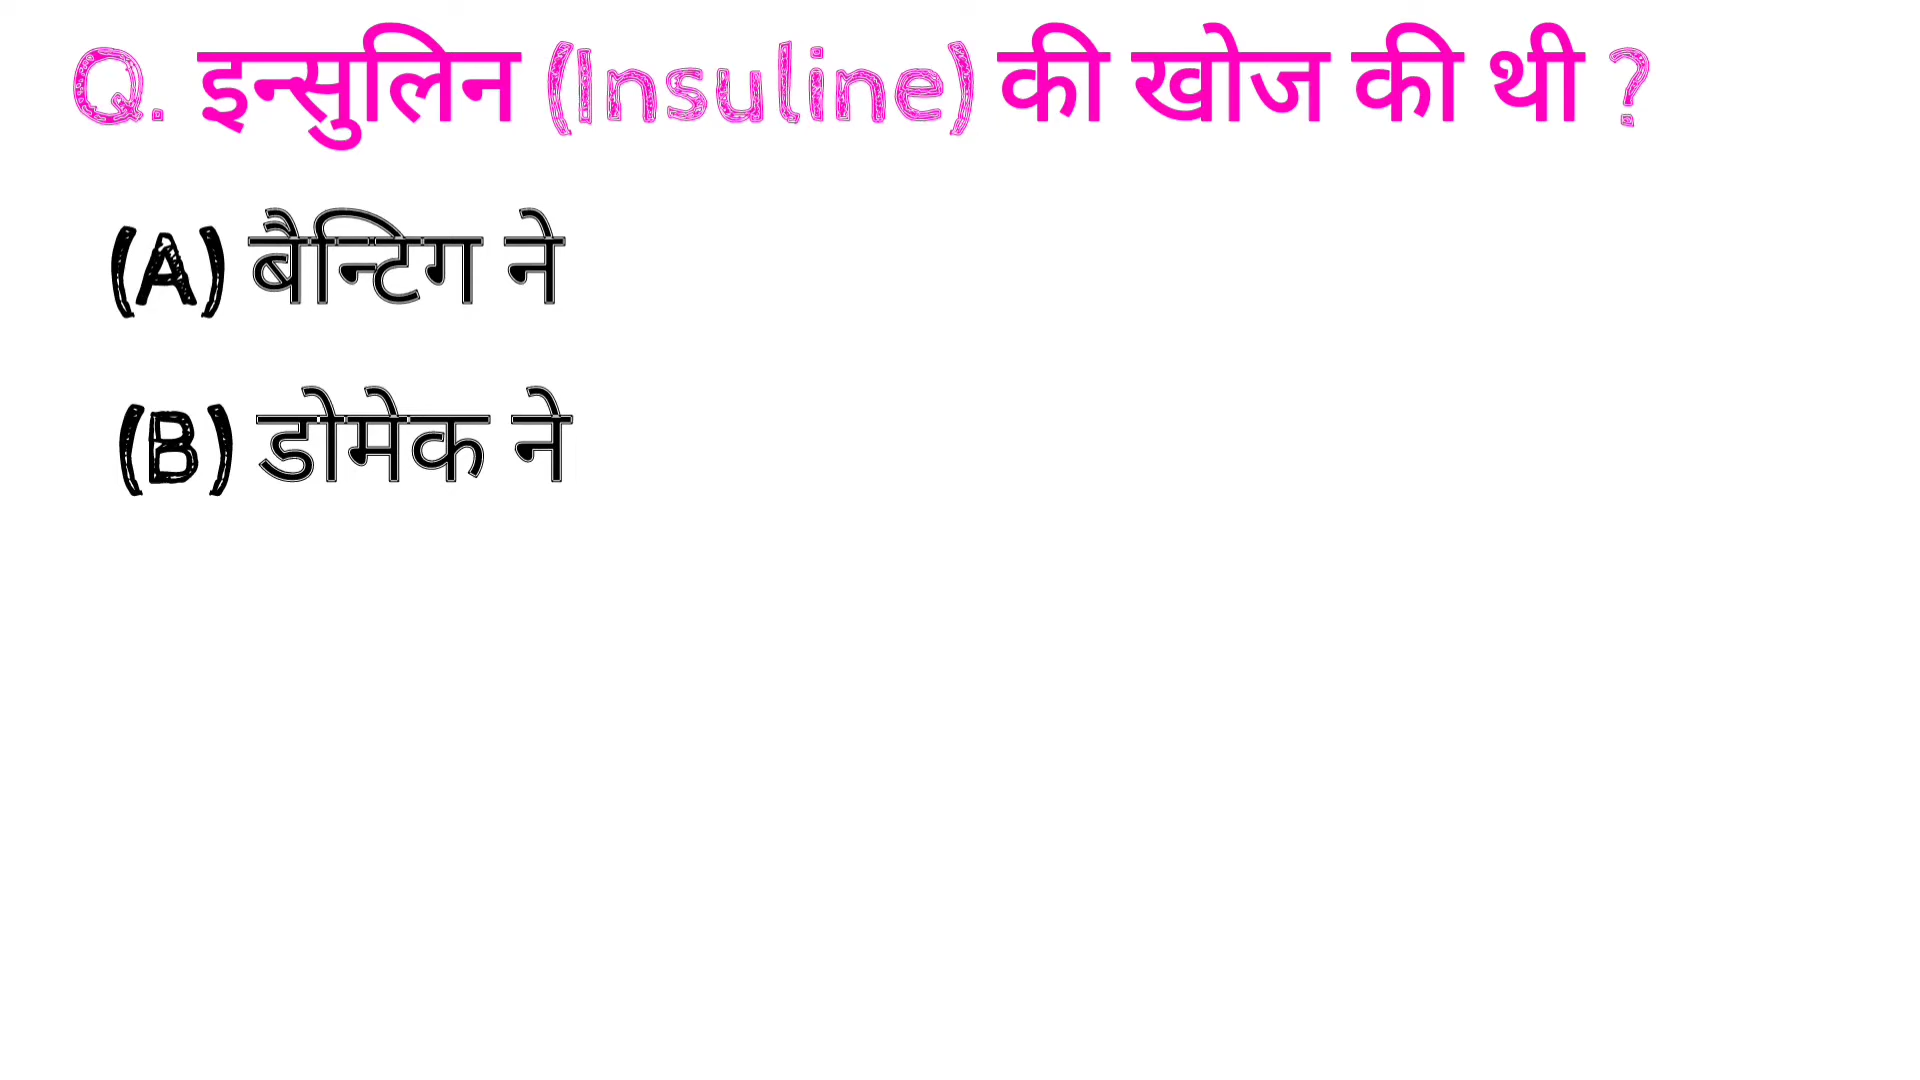 Q. इन्सुलिन (Insuline) की खोज की थी ?
(A) बैन्टिग ने
(B) डोमेक ने